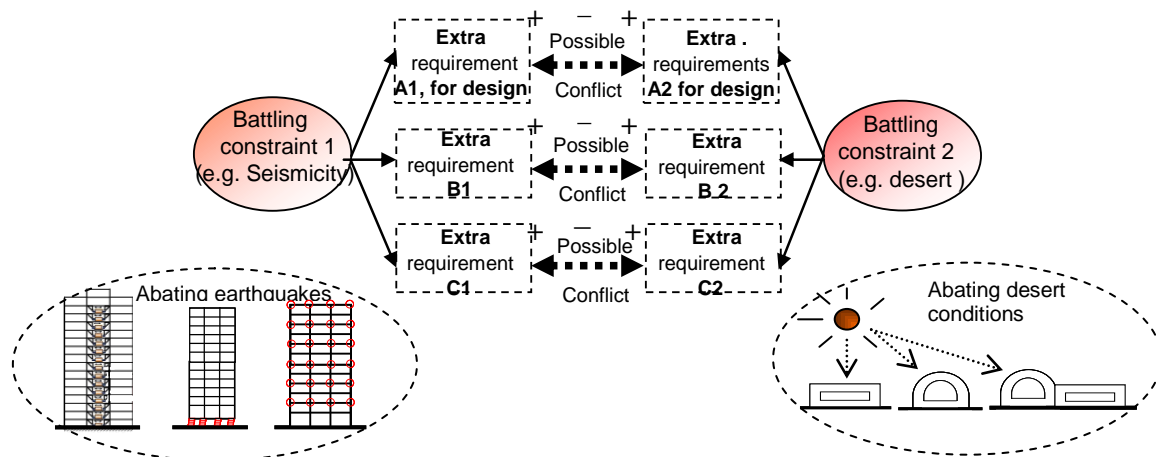 + − +
Extra
requirement
A1, for design
Possible
Conflict
Extra .
requirements
A2 for design
Battling
constraint 1
(e.g. Seismicity)
+ − +
Extra
requirement
B1
Possible
Conflict
Extra
requirement
B 2
Battling
constraint 2
(e.g. desert )
+ − +
Extra
requirement
C1
Possible
Conflict
Extra
requirement
C2
Abating earthquakes
Abating desert
conditions